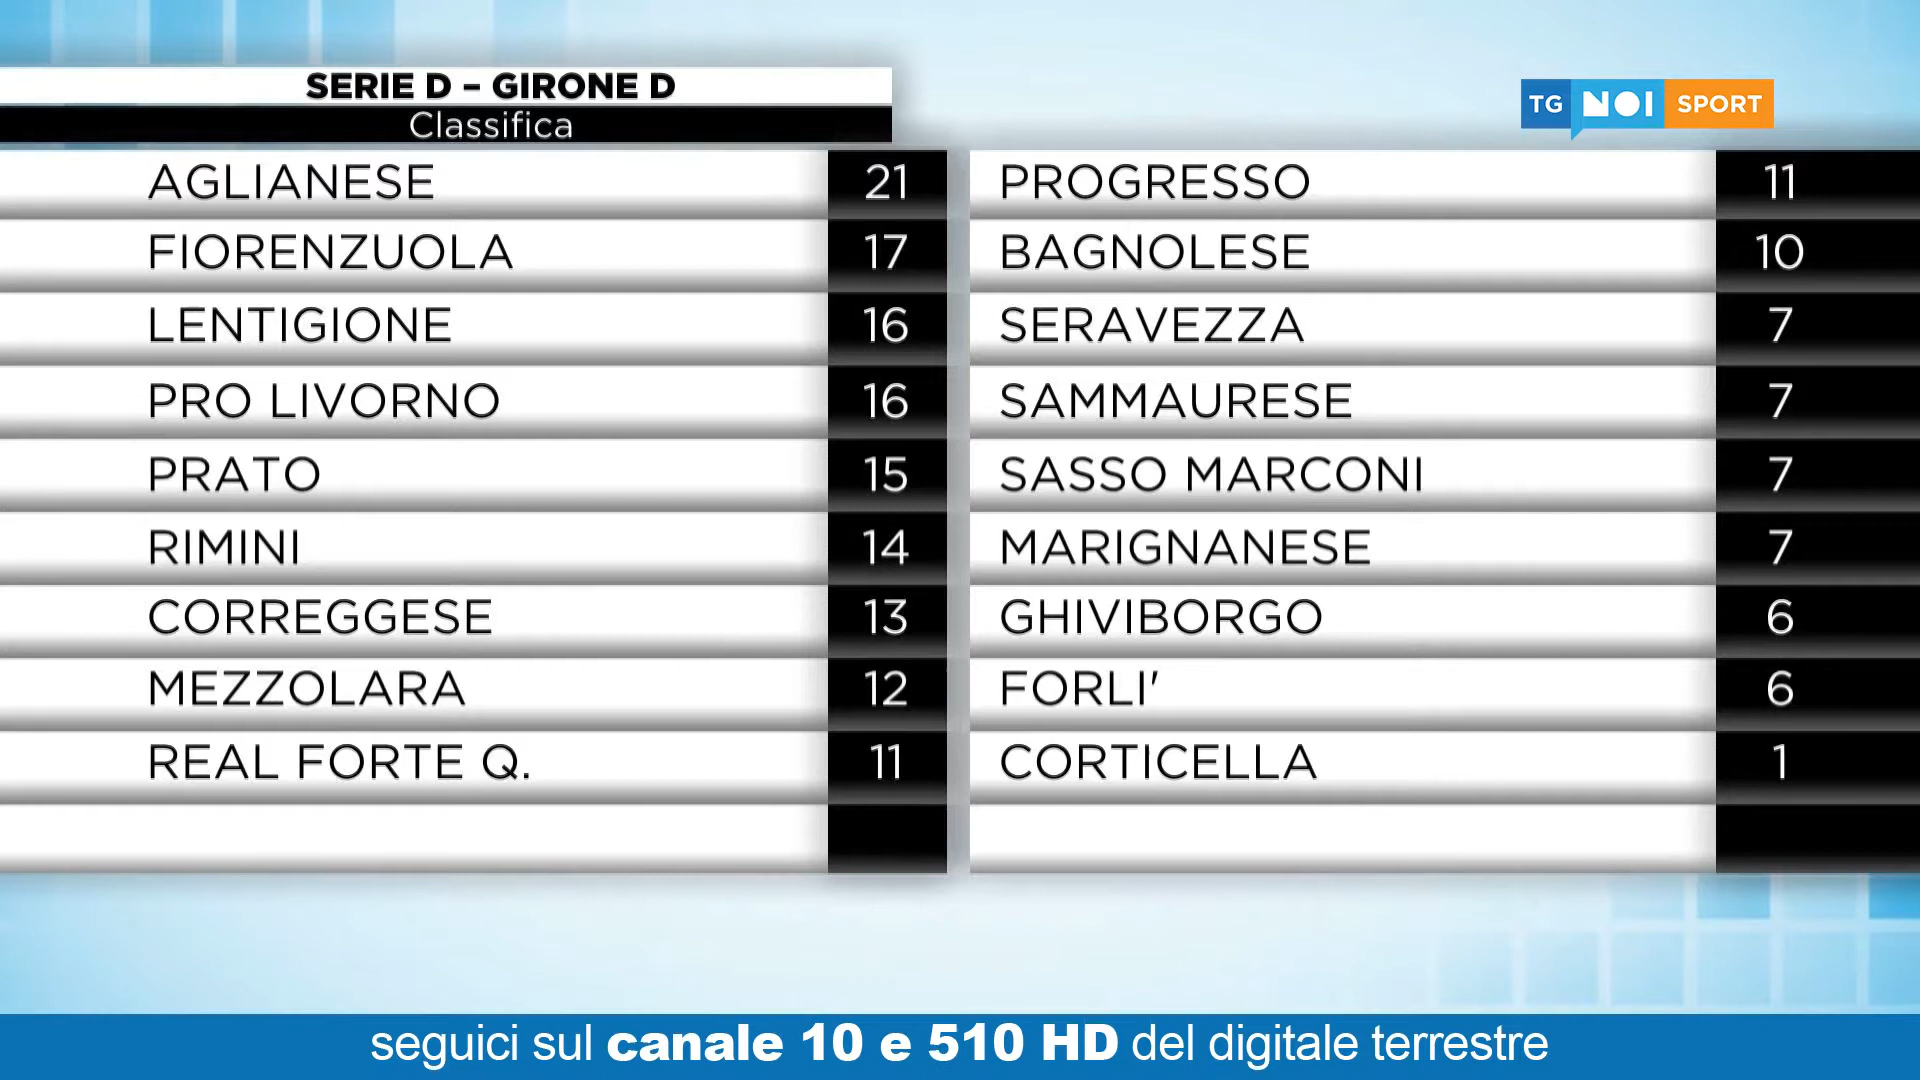 SERIE D – GIRONE D
Classifica
TG NOI SPORT
AGLIANESE 21
FIORENZUOLA 17
LENTIGIONE 16
PRO LIVORNO 16
PRATO 15
RIMINI 14
CORREGGESE 13
MEZZOLARA 12
REAL FORTE Q. 11
PROGRESSO 11
BAGNOLESE 10
SERAVEZZA 7
SAMMAURESE 7
SASSO MARCONI 7
MARIGNANESE 7
GHIVIBORGO 6
FORLI' 6
CORTICELLA 1
seguici sul canale 10 e 510 HD del digitale terrestre